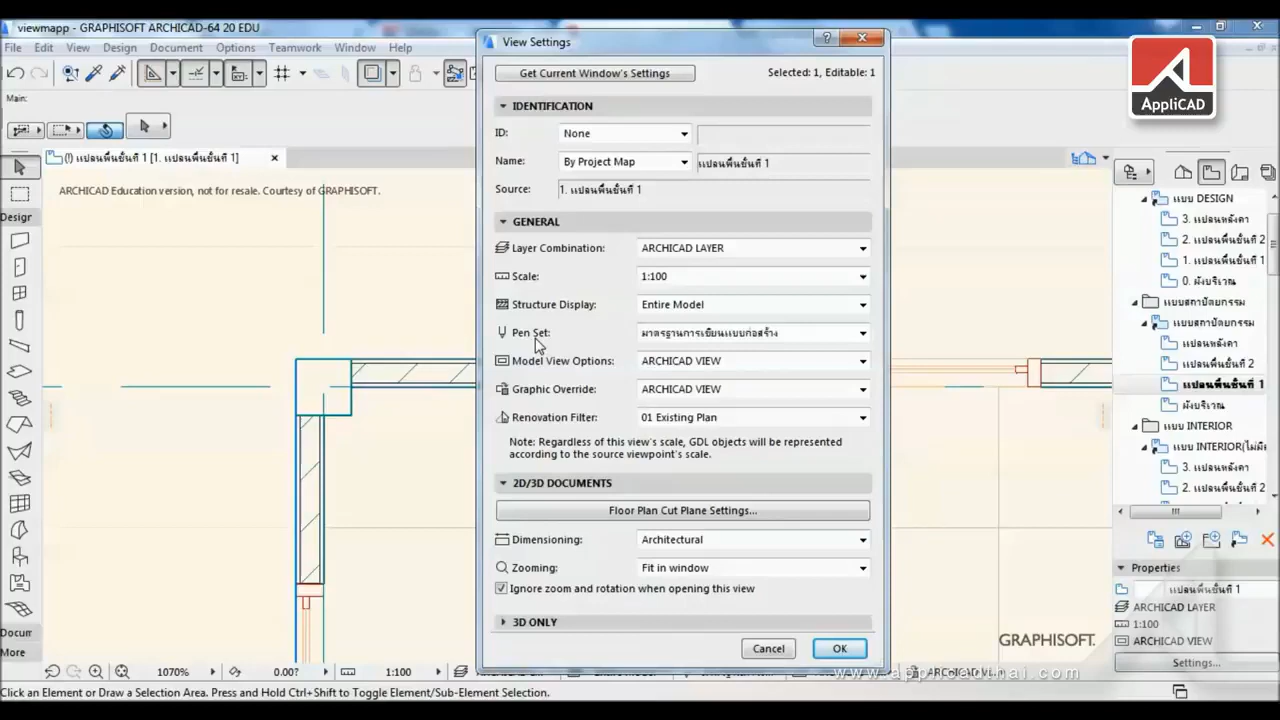 viewmapp - GRAPHISOFT ARCHICAD-64 20 EDU
File Edit View Design Document Options Teamwork Window Help
Main:
(!) แปลนพื้นชั้นที่ 1 [1. แปลนพื้นชั้นที่ 1]
ARCHICAD Education version, not for resale. Courtesy of GRAPHISOFT.
Design
Docum
More
View Settings
Get Current Window's Settings
Selected: 1, Editable: 1
IDENTIFICATION
ID: None
Name: By Project Map แปลนพื้นชั้นที่ 1
Source: 1. แปลนพื้นชั้นที่ 1
GENERAL
Layer Combination: ARCHICAD LAYER
Scale: 1:100
Structure Display: Entire Model
Pen Set: มาตรฐานการเขียนแบบก่อสร้าง
Model View Options: ARCHICAD VIEW
Graphic Override: ARCHICAD VIEW
Renovation Filter: 01 Existing Plan
Note: Regardless of this view's scale, GDL objects will be represented
according to the source viewpoint's scale.
2D/3D DOCUMENTS
Floor Plan Cut Plane Settings...
Dimensioning: Architectural
Zooming: Fit in window
Ignore zoom and rotation when opening this view
3D ONLY
Cancel OK
AppliCAD
แบบ DESIGN
3. แปลนหลังคา
2. แปลนพื้นชั้นที่ 2
1. แปลนพื้นชั้นที่ 1
0. ผังบริเวณ
แบบสถาปัตยกรรม
แบบสถาปัตยกรรม
แปลนหลังคา
แปลนพื้นชั้นที่ 2
แปลนพื้นชั้นที่ 1
ผังบริเวณ
แบบ INTERIOR
แบบ INTERIOR(ไม่มี
3. แปลนหลังคา
2. แปลนพื้นชั้นที่ 2
Properties
แปลนพื้นชั้นที่ 1
ARCHICAD LAYER
1:100
ARCHICAD VIEW
Settings...
GRAPHISOFT.
www.applicadthai.com
1070% 0.00° 1:100
Click an Element or Draw a Selection Area. Press and Hold Ctrl+Shift to Toggle Element/Sub-Element Selection.